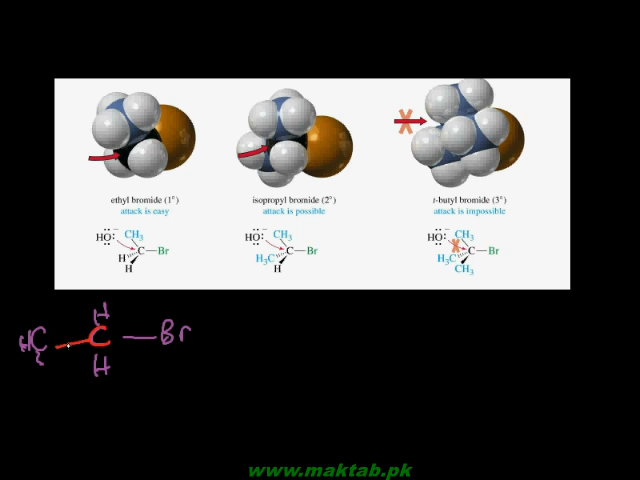 ethyl bromide (1°) isopropyl bromide (2°) t-butyl bromide (3°)
attack is easy attack is possible attack is impossible
HO:⁻ CH₃ C Br H H
HO:⁻ CH₃ H₃C C Br H
HO:⁻ CH₃ H₃C C Br CH₃
H
H₃C — C — Br
H
www.maktab.pk